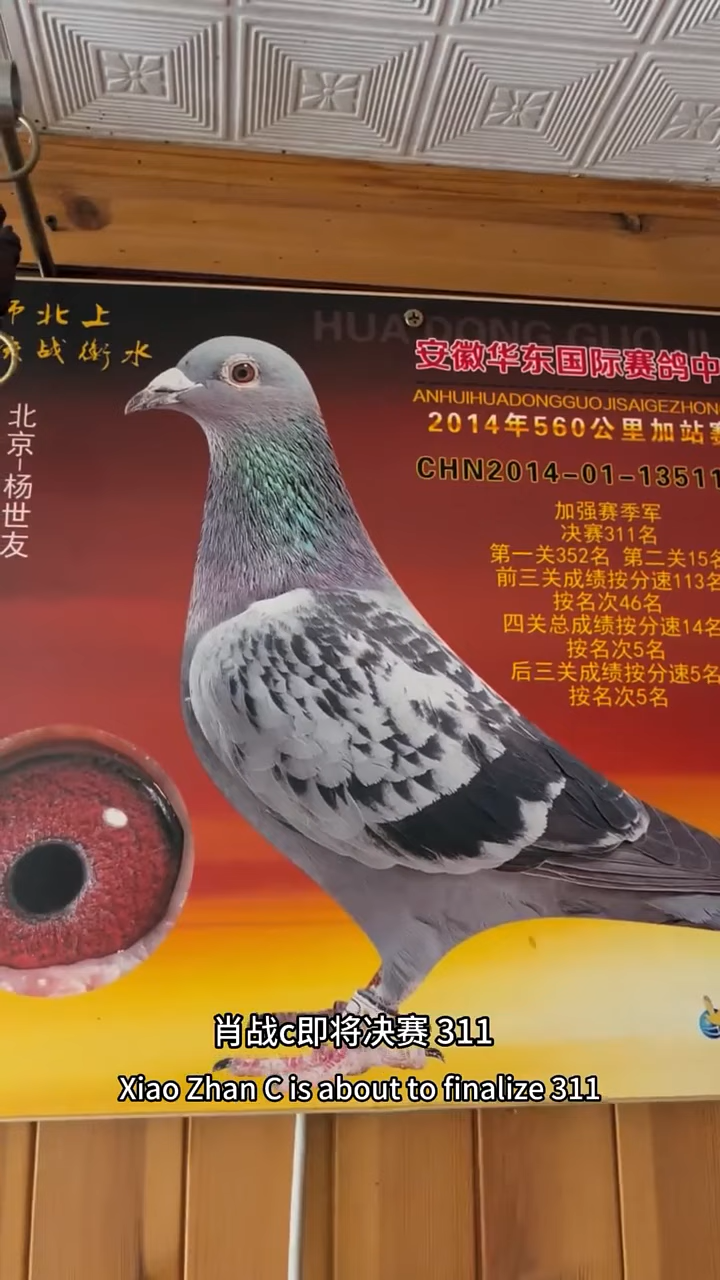 北上
战衡水
北京-杨世友
HUADONG GUO JI
安徽华东国际赛鸽中
ANHUIHUADONGGUOJISAIGEZHON
2014年560公里加站赛
CHN2014-01-13511
加强赛季军
决赛311名
第一关352名 第二关15名
前三关成绩按分速113名
按名次46名
四关总成绩按分速14名
按名次5名
后三关成绩按分速5名
按名次5名
肖战c即将决赛 311
Xiao Zhan C is about to finalize 311